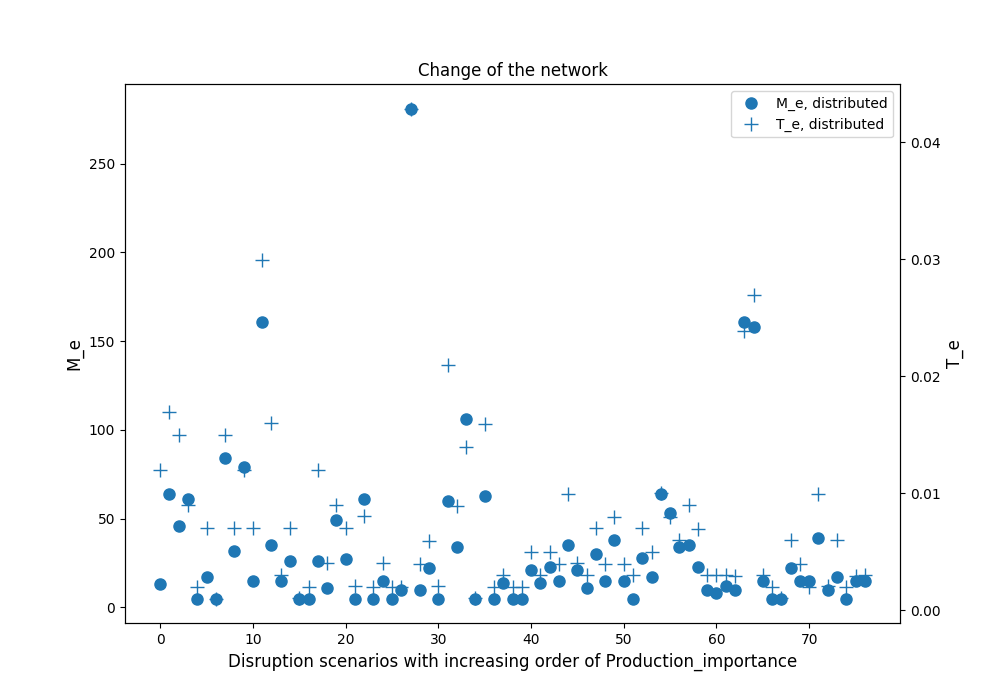 Change of the network
M_e, distributed
T_e, distributed
250
200
150
100
50
0
M_e
0.04
0.03
0.02
0.01
0.00
T_e
0 10 20 30 40 50 60 70
Disruption scenarios with increasing order of Production_importance